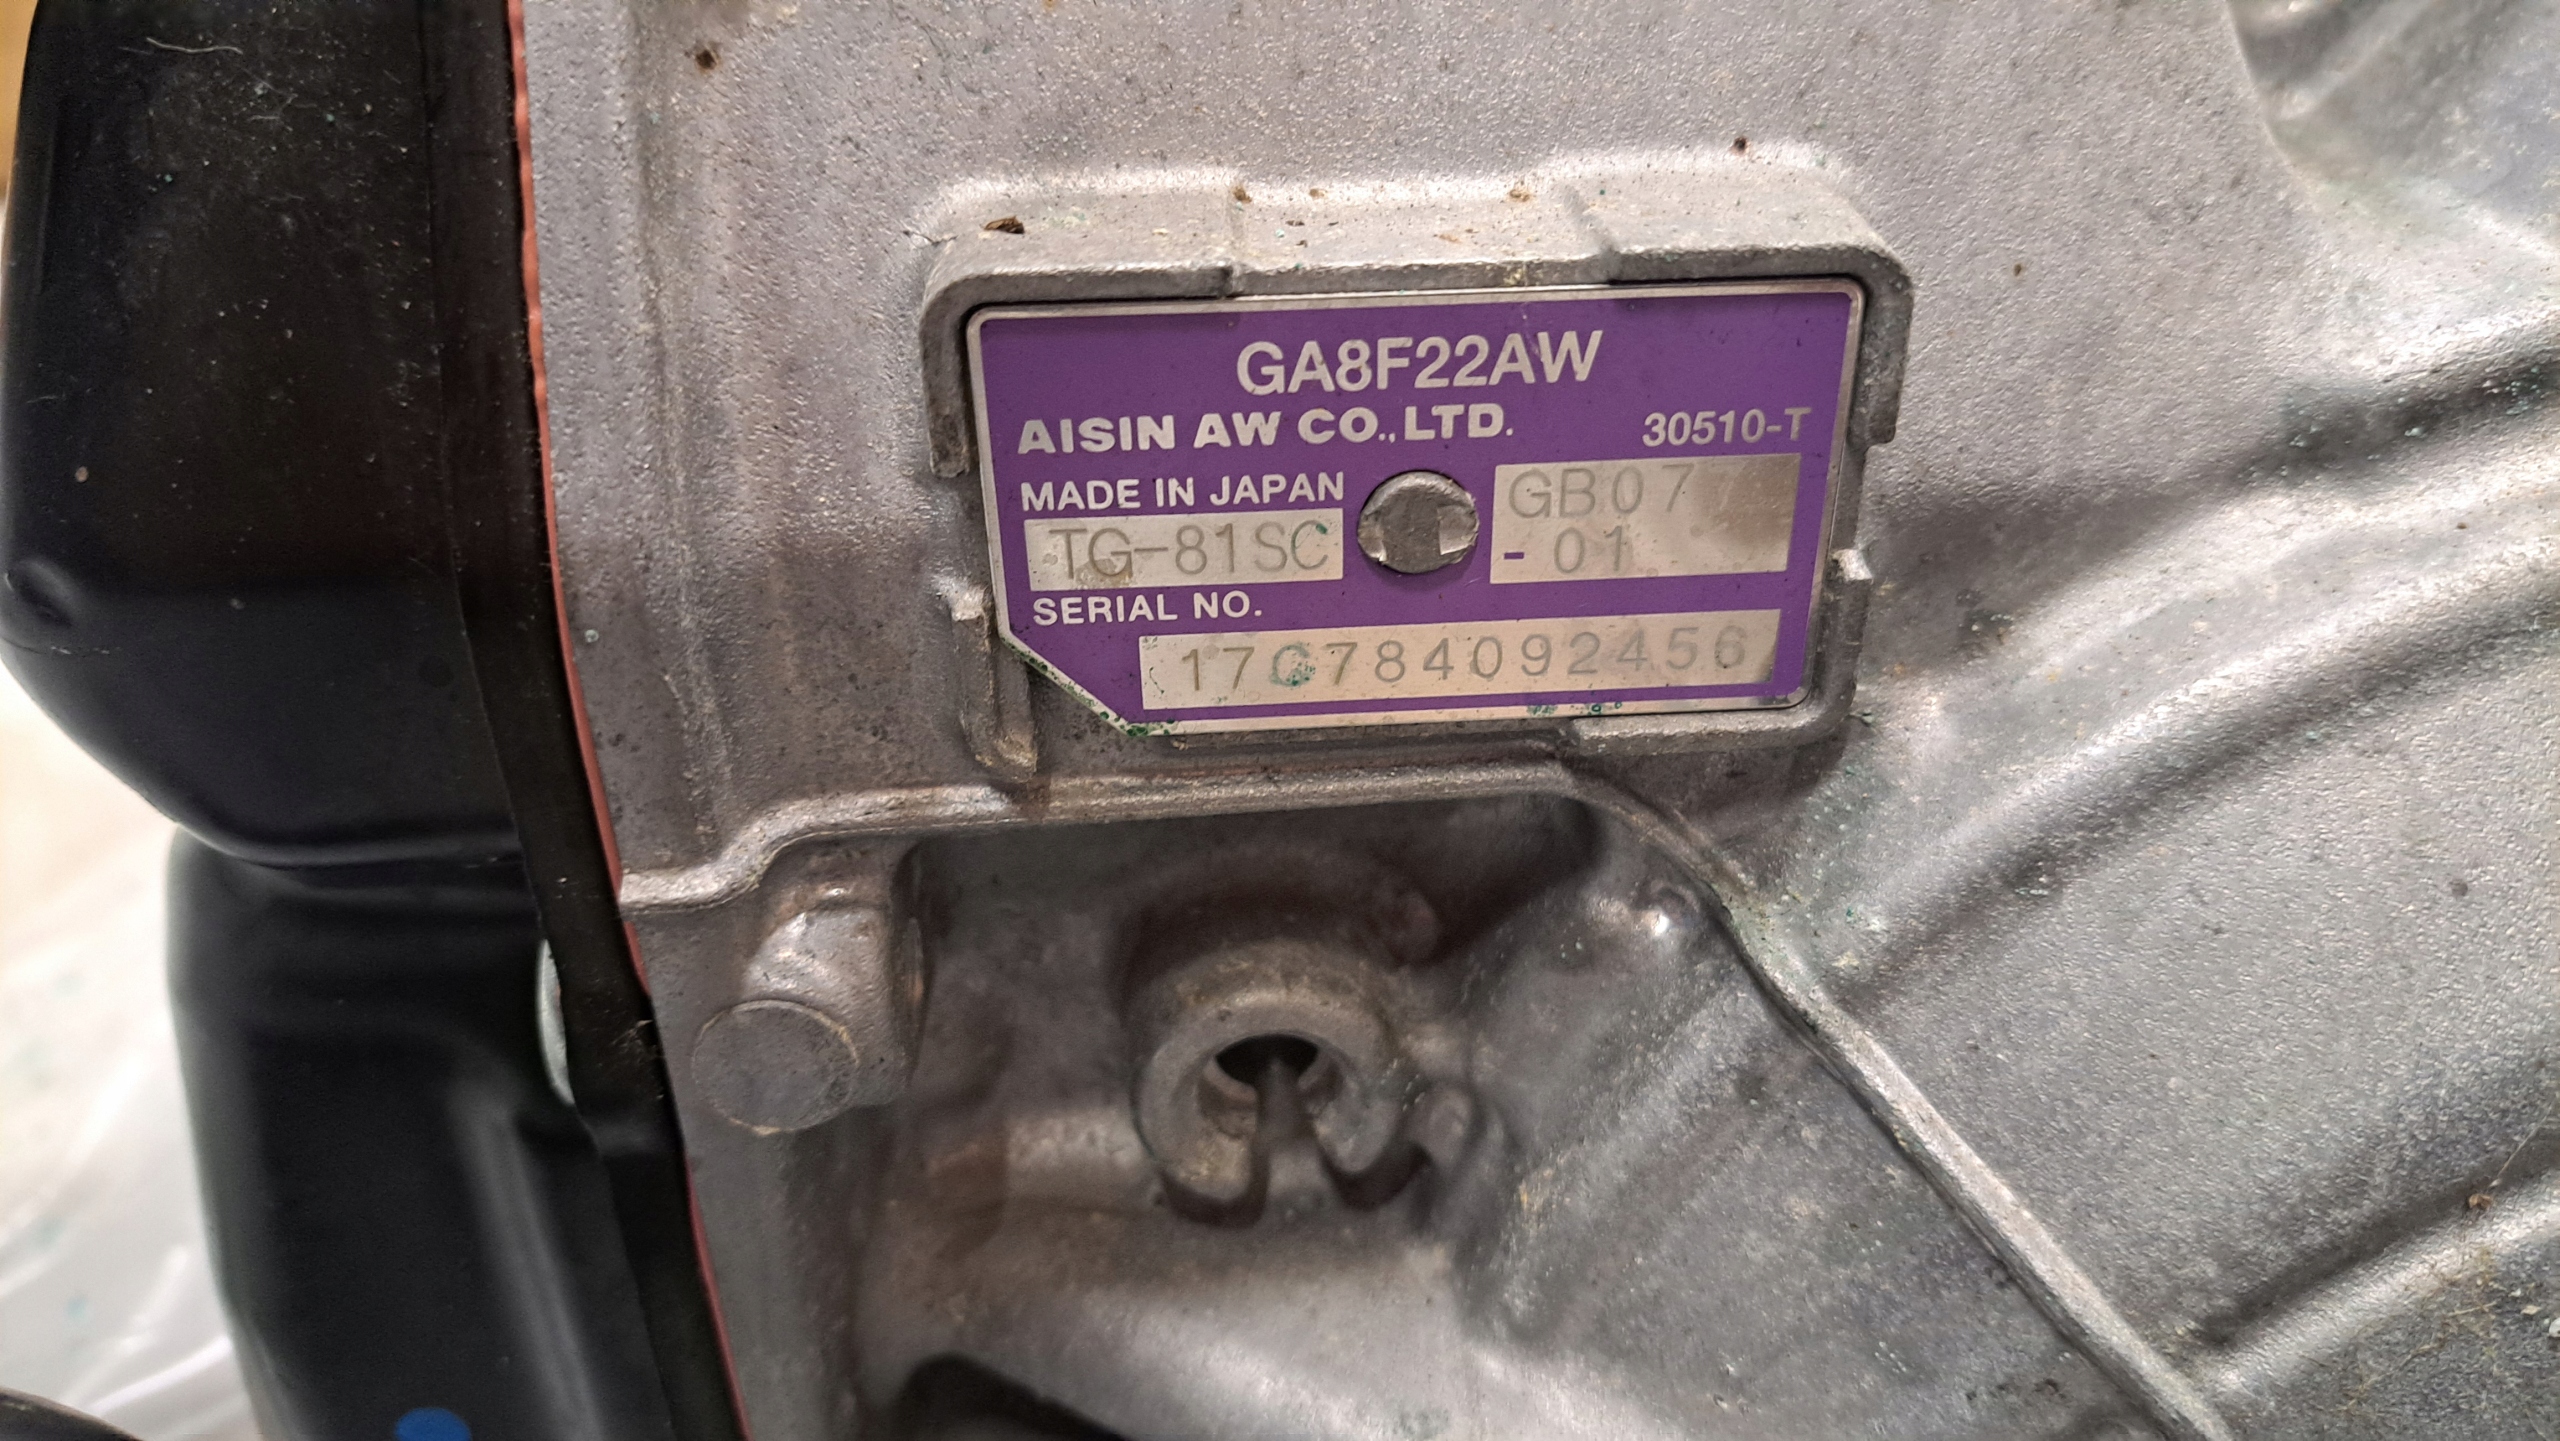 GA8F22AW
AISIN AW CO.,LTD. 30510-T
MADE IN JAPAN
TG-81SC
GB07
- 01
SERIAL NO.
17C784092456